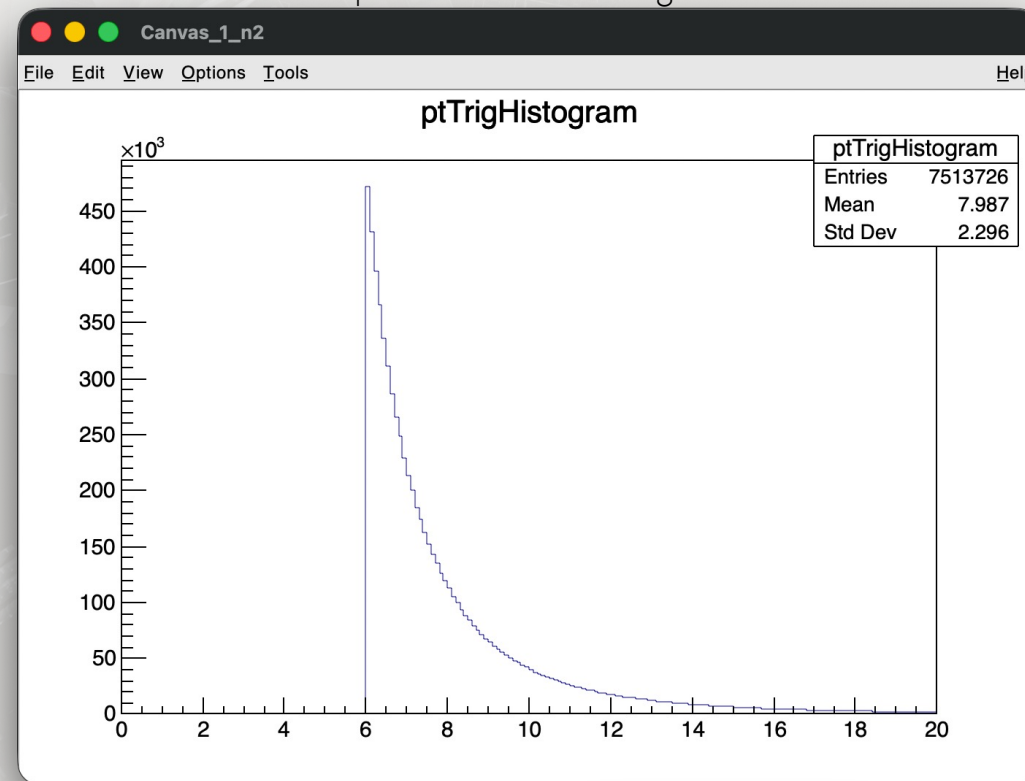 Canvas_1_n2
File Edit View Options Tools Hel
ptTrigHistogram
×10³
ptTrigHistogram
Entries 7513726
Mean 7.987
Std Dev 2.296
450
400
350
300
250
200
150
100
50
0
0 2 4 6 8 10 12 14 16 18 20